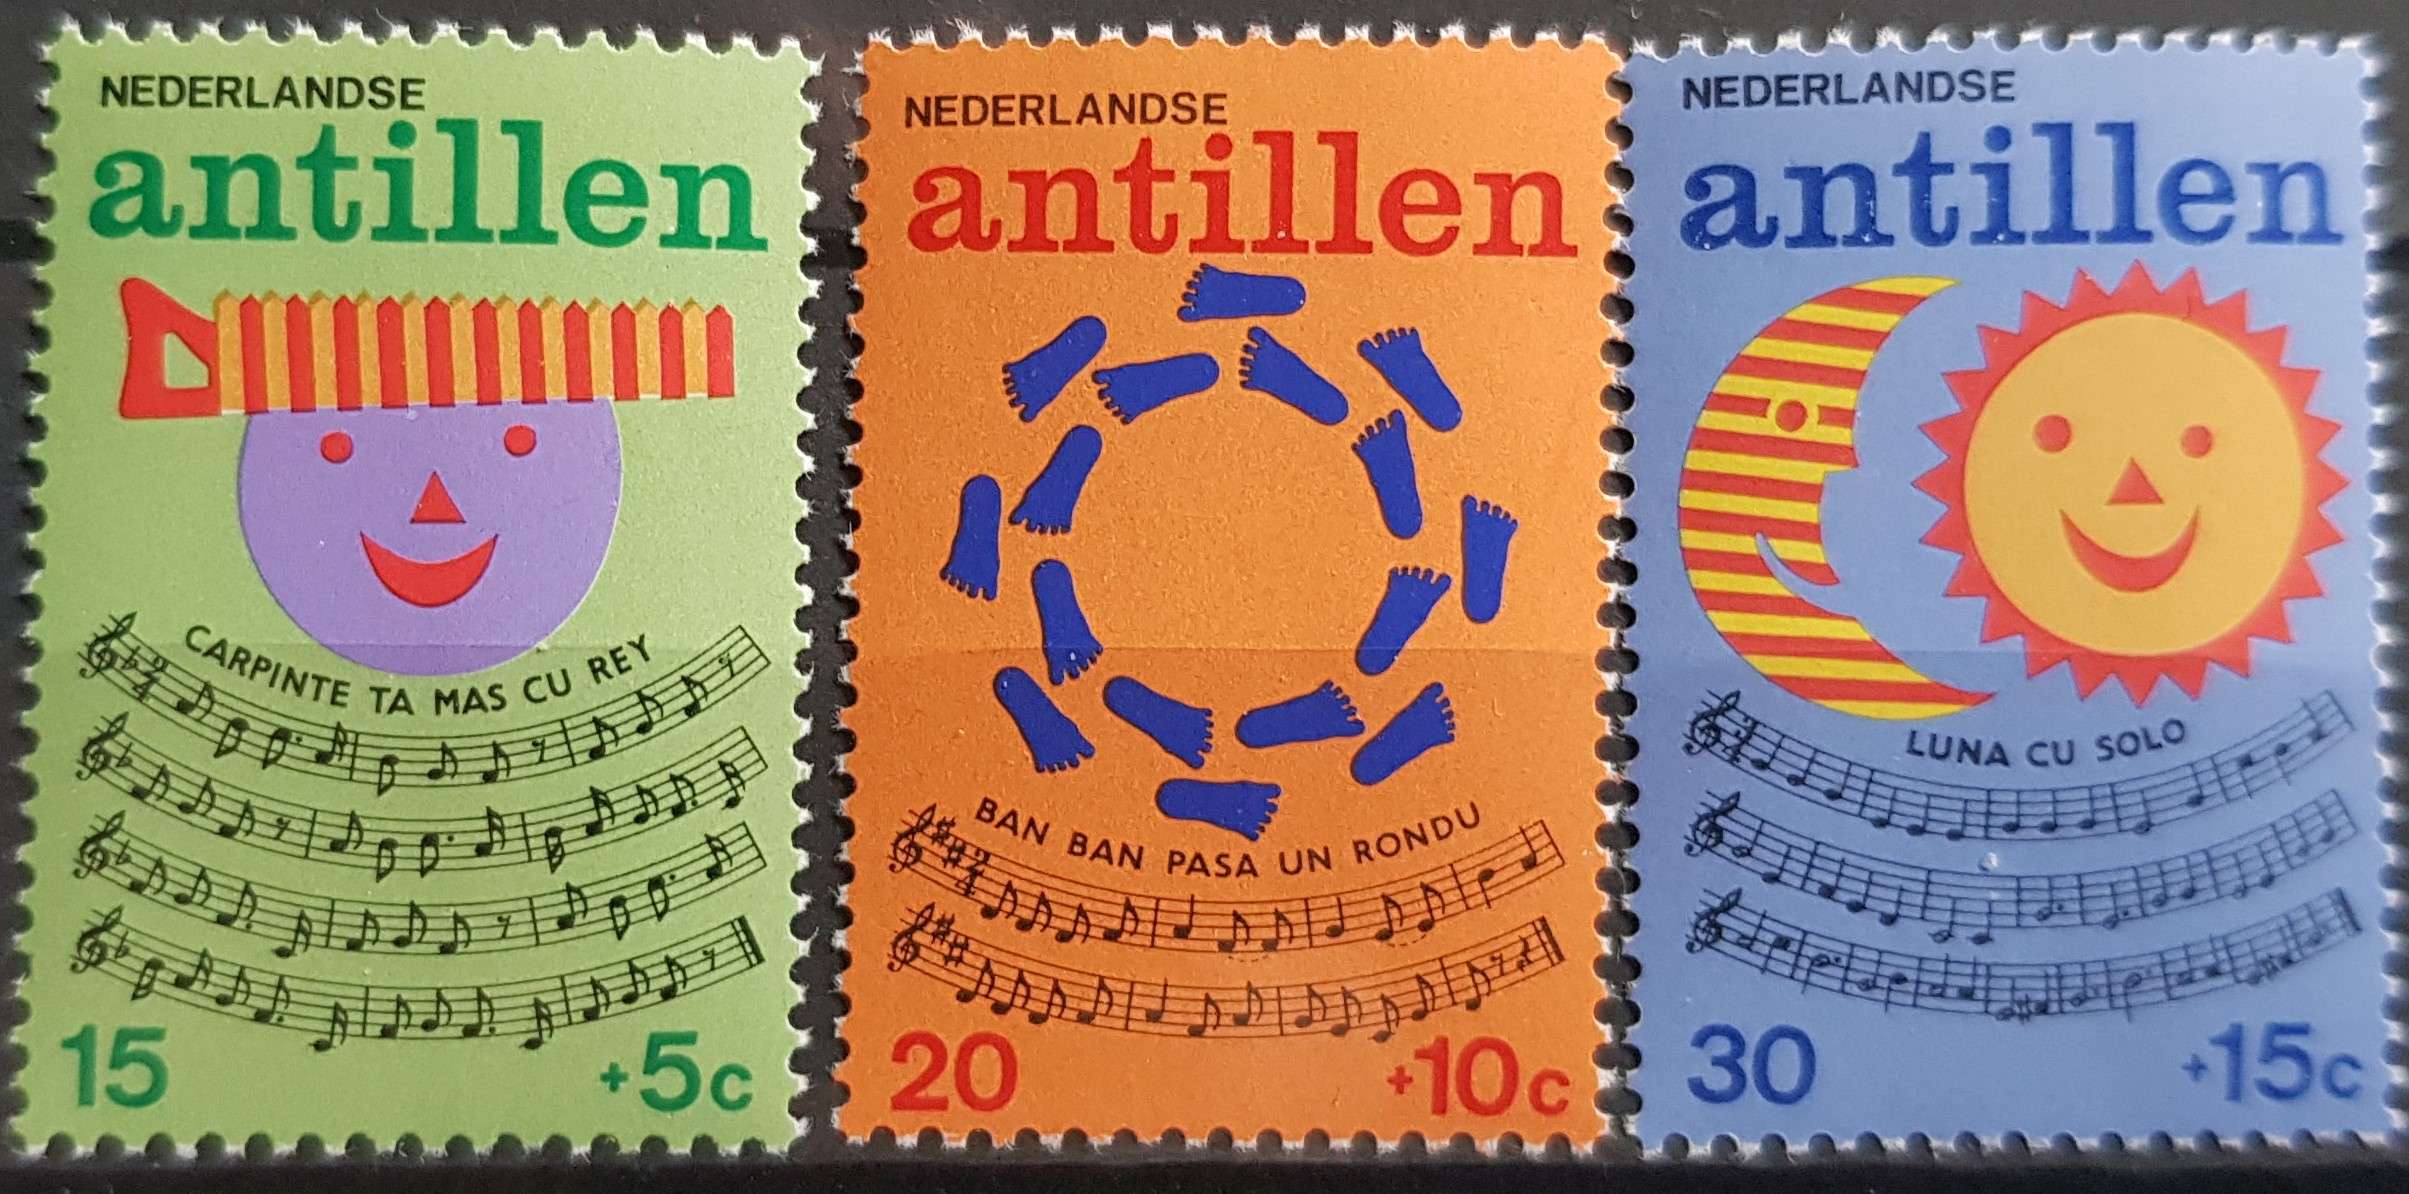 NEDERLANDSE
antillen
CARPINTE TA MAS CU REY
15 +5c
NEDERLANDSE
antillen
BAN BAN PASA UN RONDU
20 +10c
NEDERLANDSE
antillen
LUNA CU SOLO
30 +15c